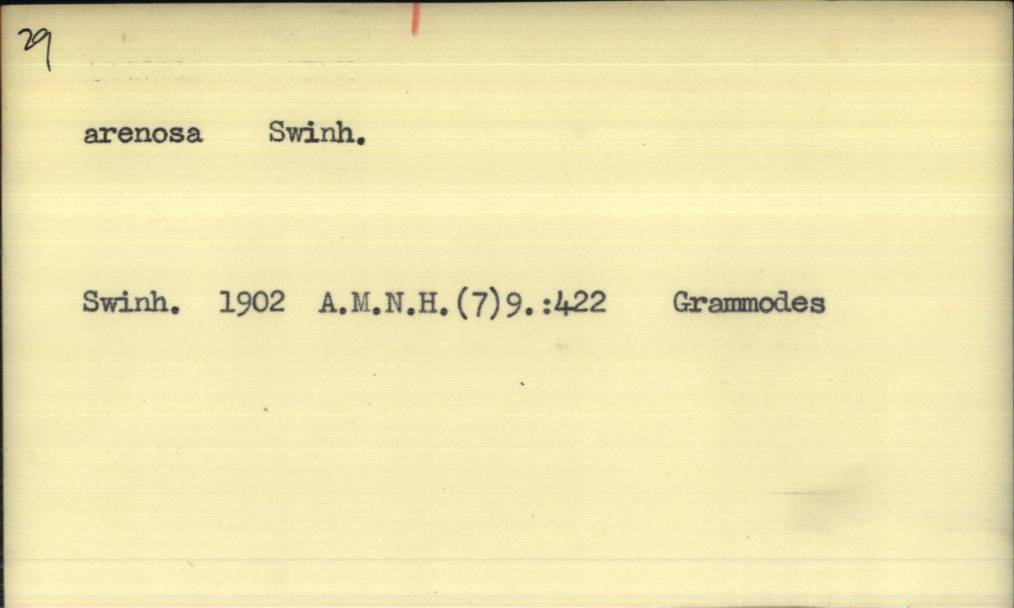 29
arenosa Swinh.
Swinh. 1902 A.M.N.H.(7)9.:422 Grammodes